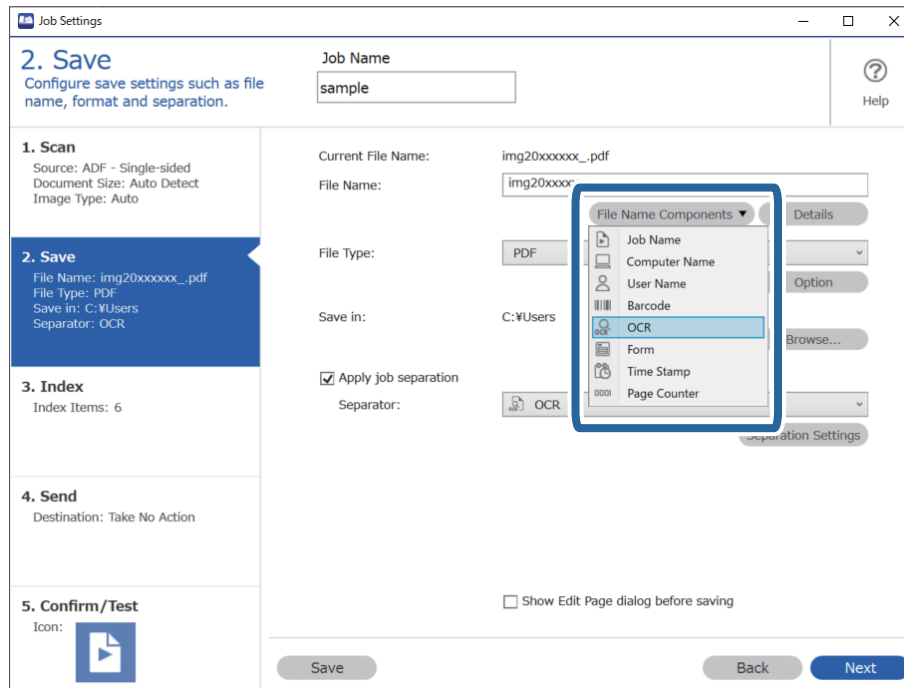 Job Settings
2. Save
Configure save settings such as file
name, format and separation.
Job Name
sample
Help
1. Scan
Source: ADF - Single-sided
Document Size: Auto Detect
Image Type: Auto
2. Save
File Name: img20xxxxxx_.pdf
File Type: PDF
Save in: C:¥Users
Separator: OCR
3. Index
Index Items: 6
4. Send
Destination: Take No Action
5. Confirm/Test
Icon:
Current File Name: img20xxxxxx_.pdf
File Name: img20xxxx
File Name Components ▼ Details
Job Name
Computer Name
User Name
Barcode
OCR
Form
Time Stamp
Page Counter
File Type: PDF
Option
Save in: C:¥Users
Browse...
Apply job separation
Separator: OCR
Separation Settings
Show Edit Page dialog before saving
Save Back Next